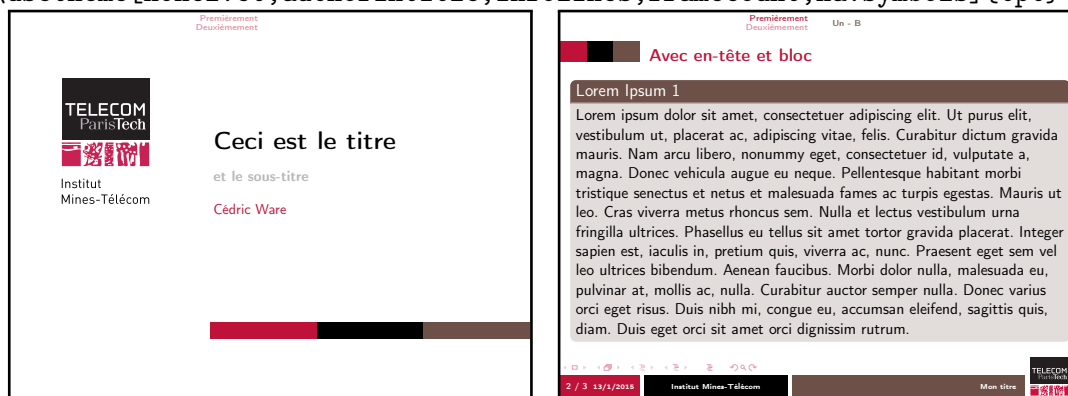 Premièrement
Deuxièmement
TELECOM
ParisTech
Institut
Mines-Télécom
Ceci est le titre
et le sous-titre
Cédric Ware
Premièrement
Deuxièmement
Un - B
Avec en-tête et bloc
Lorem Ipsum 1
Lorem ipsum dolor sit amet, consectetuer adipiscing elit. Ut purus elit,
vestibulum ut, placerat ac, adipiscing vitae, felis. Curabitur dictum gravida
mauris. Nam arcu libero, nonummy eget, consectetuer id, vulputate a,
magna. Donec vehicula augue eu neque. Pellentesque habitant morbi
tristique senectus et netus et malesuada fames ac turpis egestas. Mauris ut
leo. Cras viverra metus rhoncus sem. Nulla et lectus vestibulum urna
fringilla ultrices. Phasellus eu tellus sit amet tortor gravida placerat. Integer
sapien est, iaculis in, pretium quis, viverra ac, nunc. Praesent eget sem vel
leo ultrices bibendum. Aenean faucibus. Morbi dolor nulla, malesuada eu,
pulvinar at, mollis ac, nulla. Curabitur auctor semper nulla. Donec varius
orci eget risus. Duis nibh mi, congue eu, accumsan eleifend, sagittis quis,
diam. Duis eget orci sit amet orci dignissim rutrum.
2 / 3 13/1/2015
Institut Mines-Télécom
Mon titre
TELECOM
ParisTech